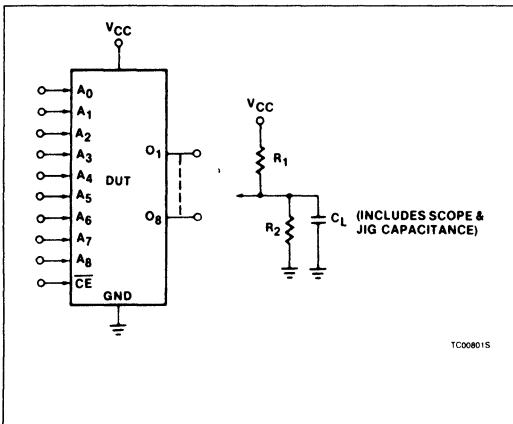 VCC
A0
A1
A2
A3
A4
A5
A6
A7
A8
CE
DUT
O1
O8
GND
VCC
R1
R2
CL (INCLUDES SCOPE &
JIG CAPACITANCE)
TC00801S